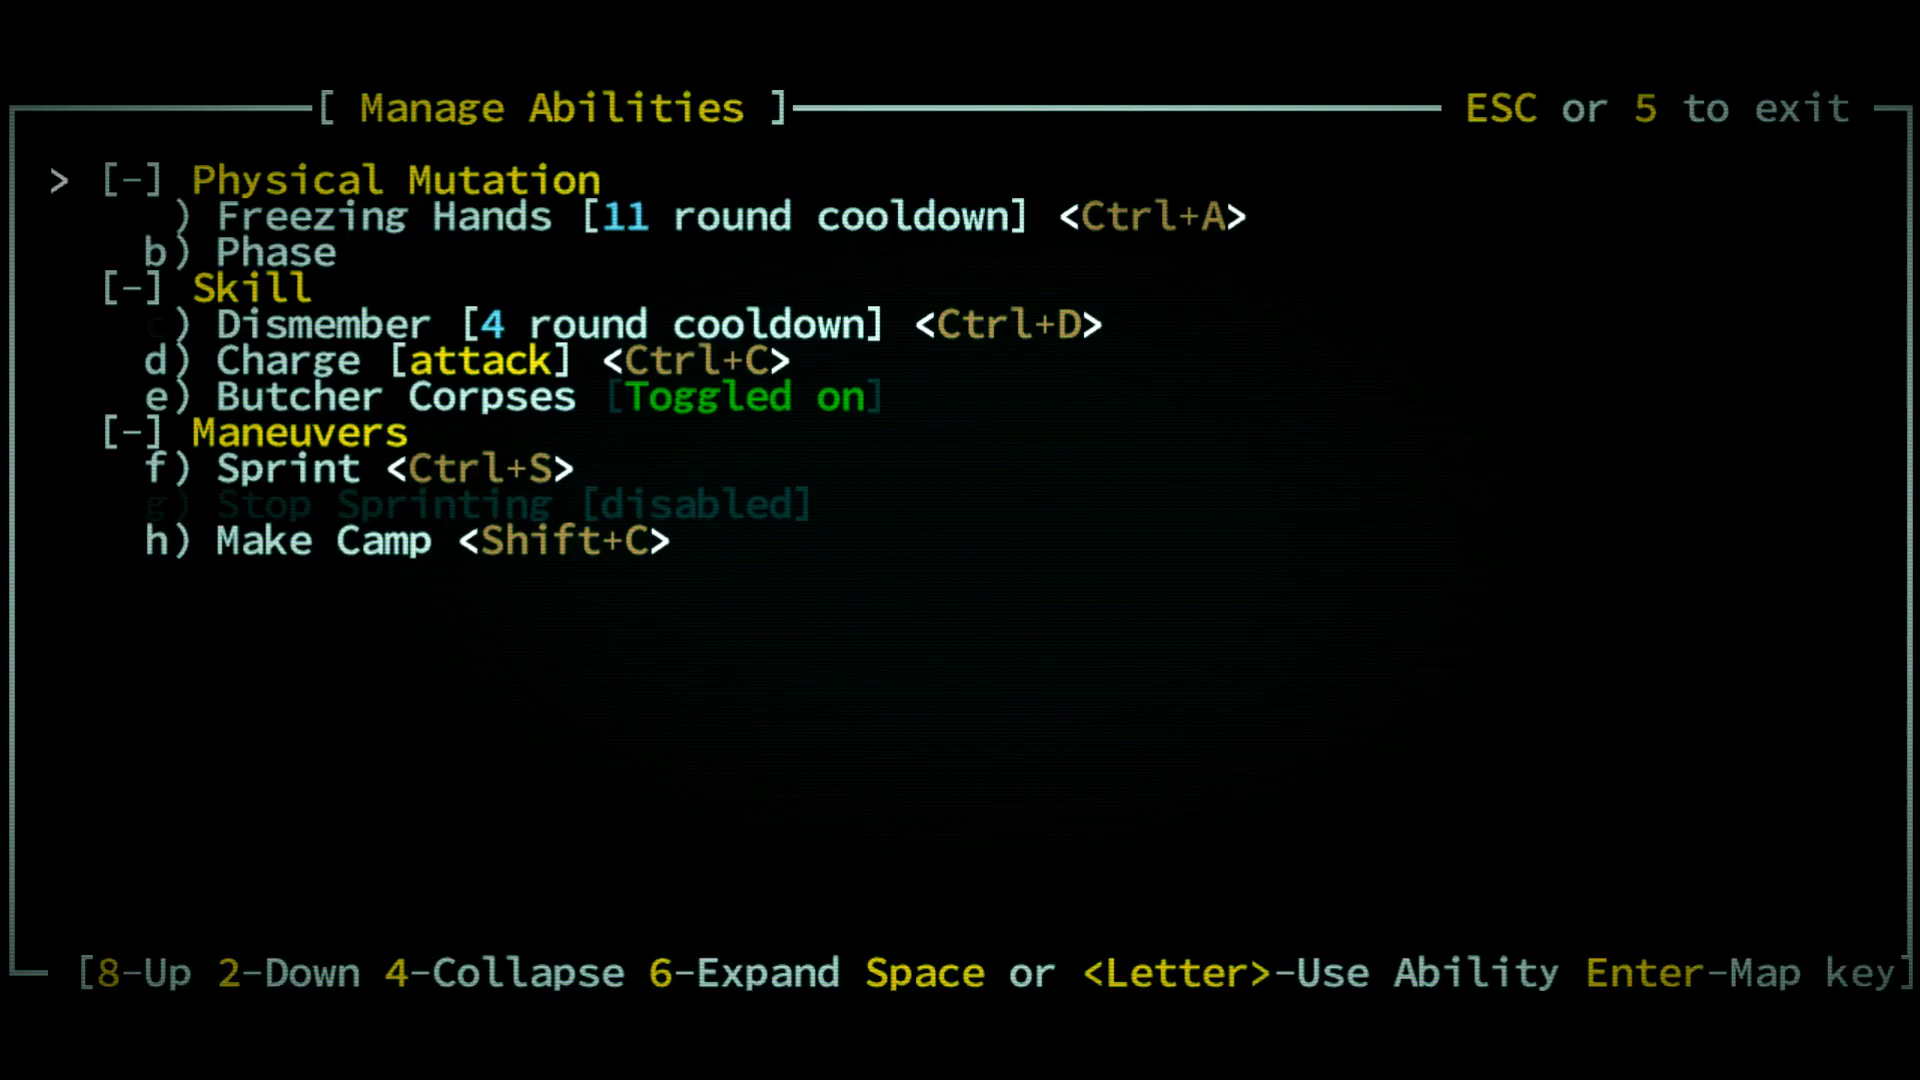 [ Manage Abilities ] ESC or 5 to exit
> [-] Physical Mutation
) Freezing Hands [11 round cooldown] <Ctrl+A>
b) Phase
[-] Skill
c) Dismember [4 round cooldown] <Ctrl+D>
d) Charge [attack] <Ctrl+C>
e) Butcher Corpses [Toggled on]
[-] Maneuvers
f) Sprint <Ctrl+S>
g) Stop Sprinting [disabled]
h) Make Camp <Shift+C>
[8-Up 2-Down 4-Collapse 6-Expand Space or <Letter>-Use Ability Enter-Map key]